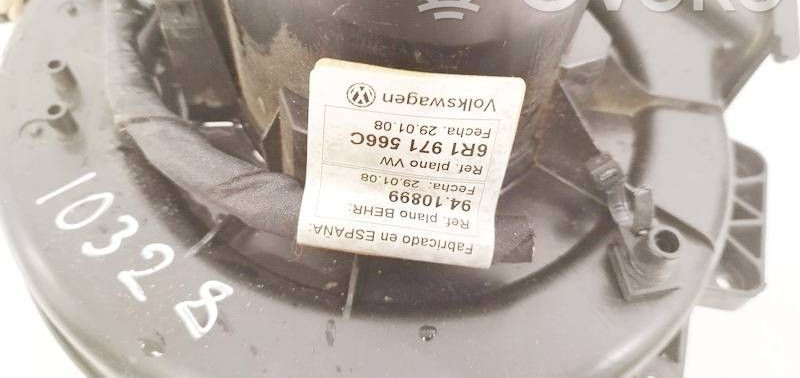 Fabricado en ESPAÑA:
Ref. plano BEHR:
94.10899
Fecha: 29.01.08
Ref. plano VW
6R1 971 566C
Fecha. 29.01.08
Volkswagen
10328